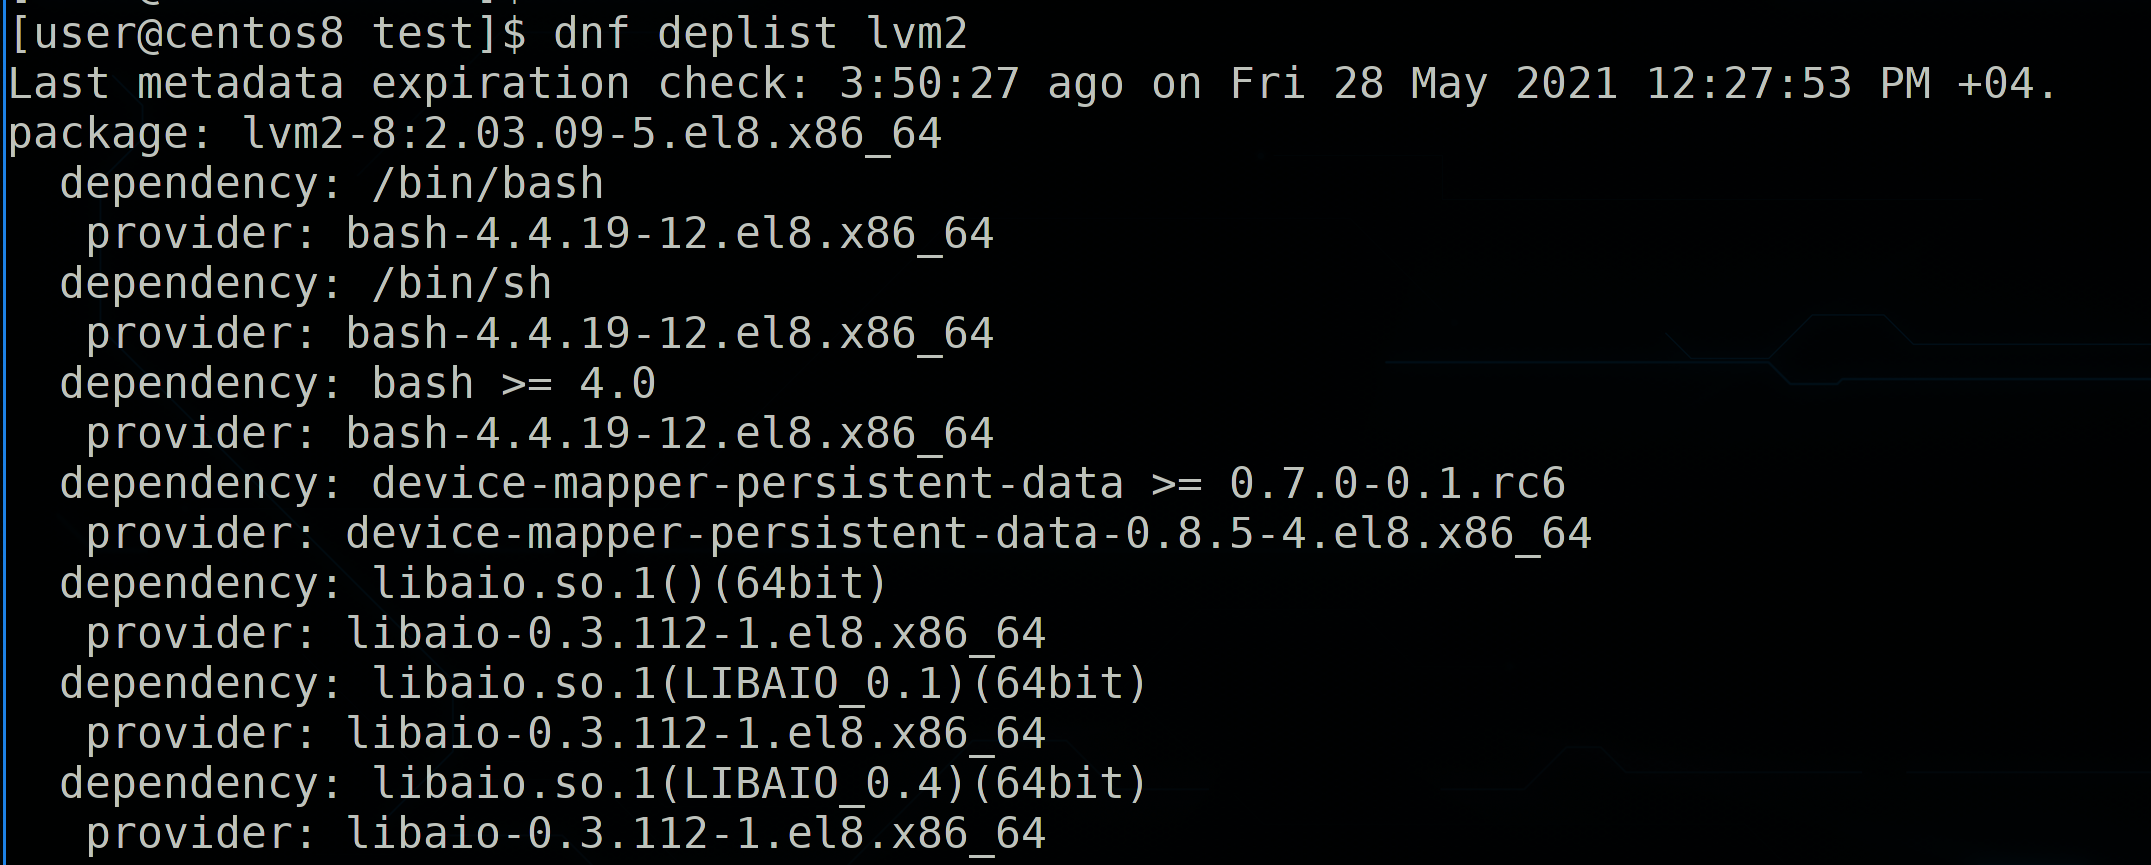 [user@centos8 test]$ dnf deplist lvm2
Last metadata expiration check: 3:50:27 ago on Fri 28 May 2021 12:27:53 PM +04.
package: lvm2-8:2.03.09-5.el8.x86_64
  dependency: /bin/bash
   provider: bash-4.4.19-12.el8.x86_64
  dependency: /bin/sh
   provider: bash-4.4.19-12.el8.x86_64
  dependency: bash >= 4.0
   provider: bash-4.4.19-12.el8.x86_64
  dependency: device-mapper-persistent-data >= 0.7.0-0.1.rc6
   provider: device-mapper-persistent-data-0.8.5-4.el8.x86_64
  dependency: libaio.so.1()(64bit)
   provider: libaio-0.3.112-1.el8.x86_64
  dependency: libaio.so.1(LIBAIO_0.1)(64bit)
   provider: libaio-0.3.112-1.el8.x86_64
  dependency: libaio.so.1(LIBAIO_0.4)(64bit)
   provider: libaio-0.3.112-1.el8.x86_64